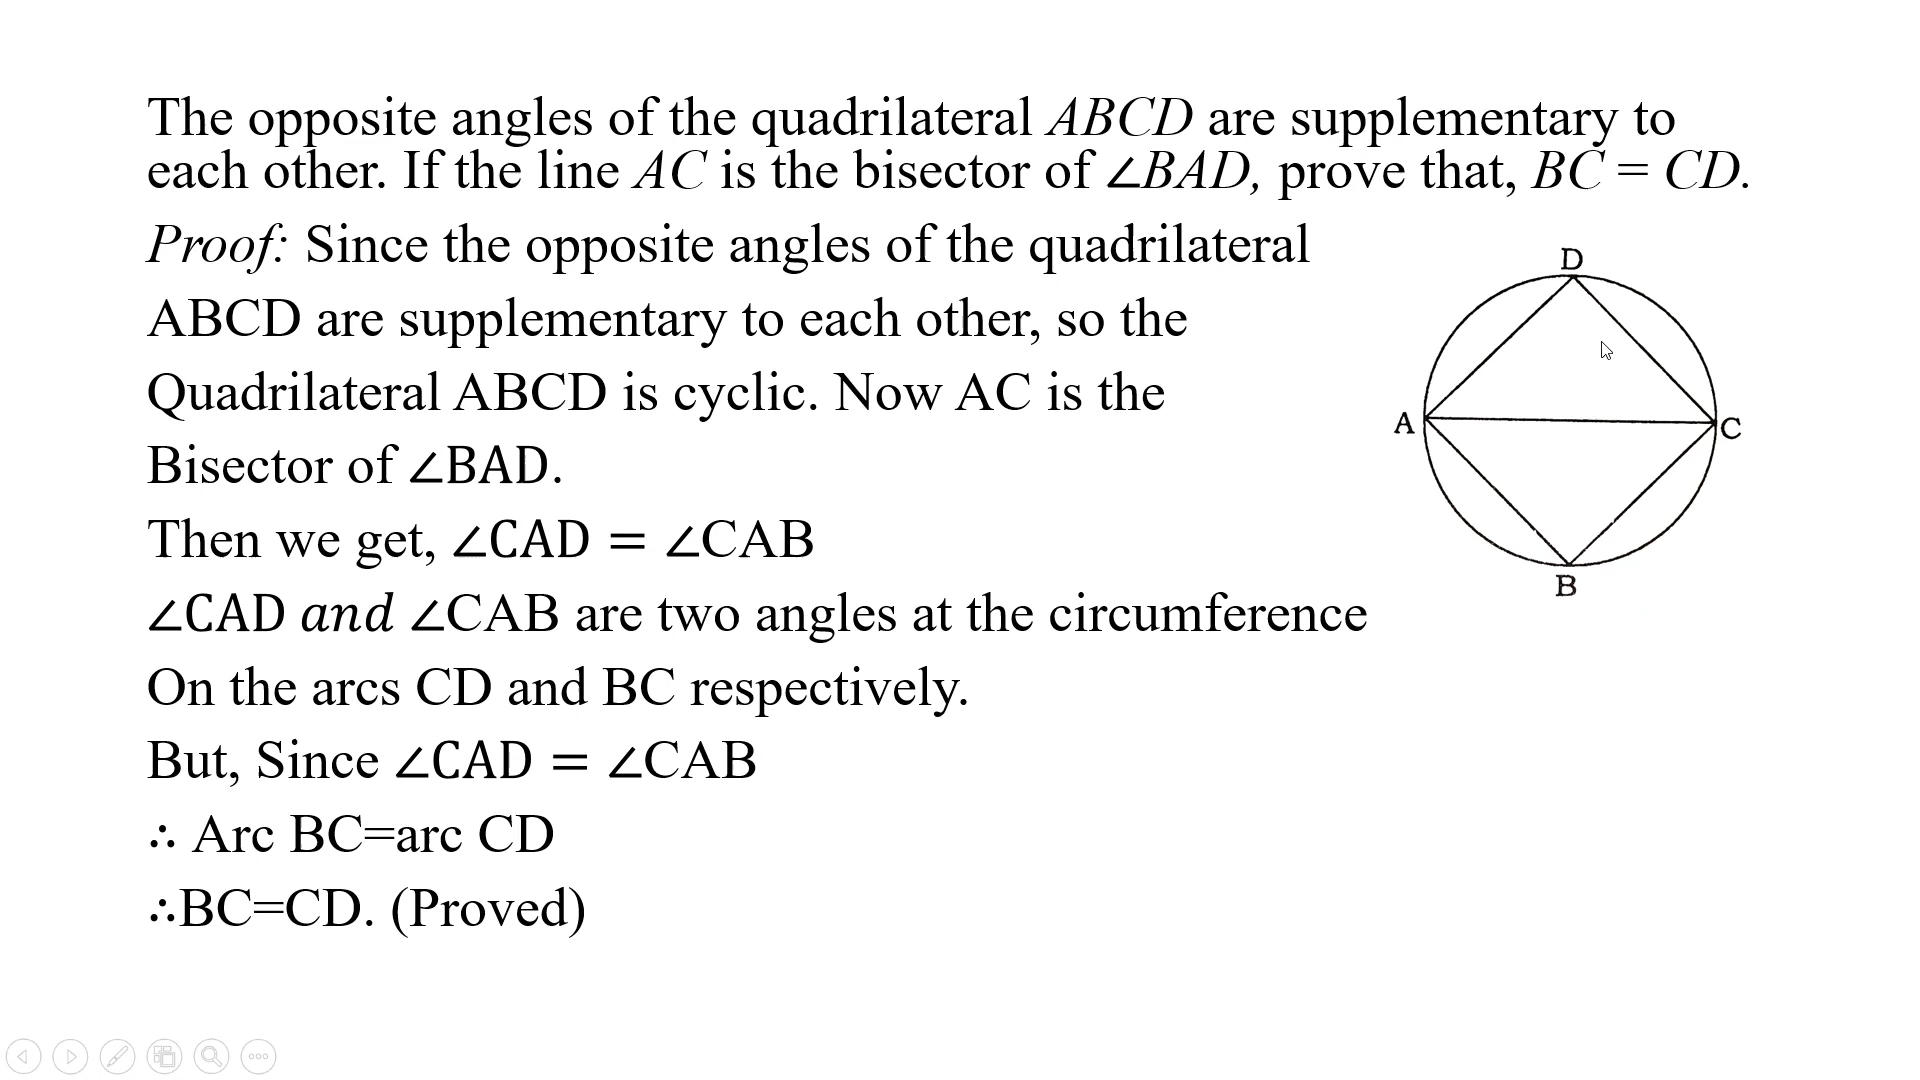 The opposite angles of the quadrilateral ABCD are supplementary to
each other. If the line AC is the bisector of ∠BAD, prove that, BC = CD.
Proof: Since the opposite angles of the quadrilateral
ABCD are supplementary to each other, so the
Quadrilateral ABCD is cyclic. Now AC is the
Bisector of ∠BAD.
Then we get, ∠CAD = ∠CAB
∠CAD and ∠CAB are two angles at the circumference
On the arcs CD and BC respectively.
But, Since ∠CAD = ∠CAB
∴ Arc BC=arc CD
∴BC=CD. (Proved)
D
A
C
B